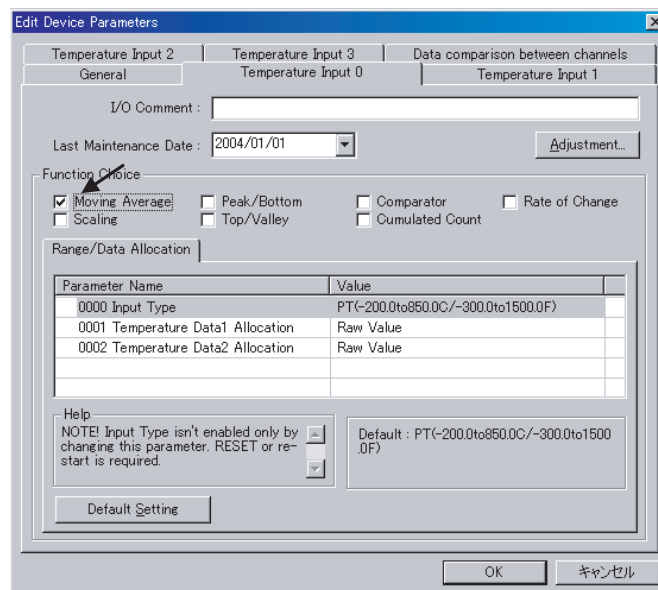 Edit Device Parameters
Temperature Input 2 Temperature Input 3 Data comparison between channels
General Temperature Input 0 Temperature Input 1
I/O Comment :
Last Maintenance Date : 2004/01/01 Adjustment...
Function Choice
Moving Average Peak/Bottom Comparator Rate of Change
Scaling Top/Valley Cumulated Count
Range/Data Allocation
Parameter Name Value
0000 Input Type PT(-200.0to850.0C/-300.0to1500.0F)
0001 Temperature Data1 Allocation Raw Value
0002 Temperature Data2 Allocation Raw Value
Help
NOTE! Input Type isn't enabled only by
changing this parameter. RESET or re-
start is required.
Default : PT(-200.0to850.0C/-300.0to1500
.0F)
Default Setting
OK キャンセル